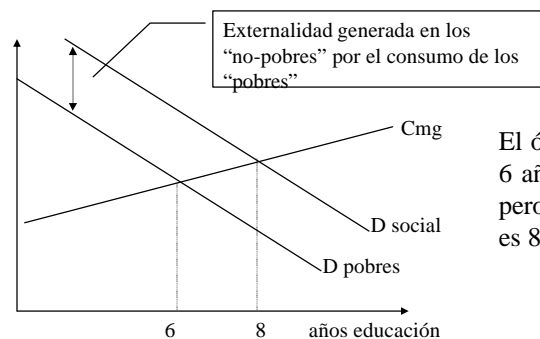 Externalidad generada en los
“no-pobres” por el consumo de los
“pobres”
Cmg
El ó
6 añ
pero
es 8
D social
D pobres
6 8 años educación